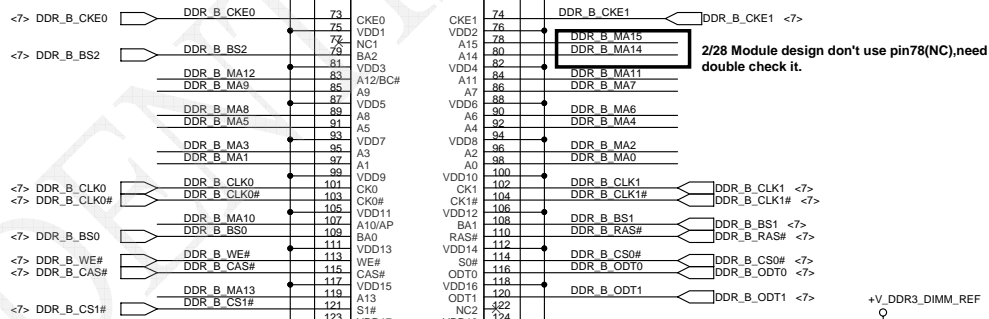 <7> DDR_B_CKE0 DDR_B_CKE0 73 CKE0 CKE1 74 DDR_B_CKE1 DDR_B_CKE1 <7>
75 VDD1 VDD2 76
77 NC1 A15 78 DDR_B_MA15
<7> DDR_B_BS2 DDR_B_BS2 79 BA2 A14 80 DDR_B_MA14 2/28 Module design don't use pin78(NC),need
81 VDD3 VDD4 82 double check it.
DDR_B_MA12 83 A12/BC# A11 84 DDR_B_MA11
DDR_B_MA9 85 A9 A7 86 DDR_B_MA7
87 VDD5 VDD6 88
DDR_B_MA8 89 A8 A6 90 DDR_B_MA6
DDR_B_MA5 91 A5 A4 92 DDR_B_MA4
93 VDD7 VDD8 94
DDR_B_MA3 95 A3 A2 96 DDR_B_MA2
DDR_B_MA1 97 A1 A0 98 DDR_B_MA0
99 VDD9 VDD10 100
<7> DDR_B_CLK0 DDR_B_CLK0 101 CK0 CK1 102 DDR_B_CLK1 DDR_B_CLK1 <7>
<7> DDR_B_CLK0# DDR_B_CLK0# 103 CK0# CK1# 104 DDR_B_CLK1# DDR_B_CLK1# <7>
105 VDD11 VDD12 106
DDR_B_MA10 107 A10/AP BA1 108 DDR_B_BS1 DDR_B_BS1 <7>
<7> DDR_B_BS0 DDR_B_BS0 109 BA0 RAS# 110 DDR_B_RAS# DDR_B_RAS# <7>
111 VDD13 VDD14 112
<7> DDR_B_WE# DDR_B_WE# 113 WE# S0# 114 DDR_B_CS0# DDR_B_CS0# <7>
<7> DDR_B_CAS# DDR_B_CAS# 115 CAS# ODT0 116 DDR_B_ODT0 DDR_B_ODT0 <7>
117 VDD15 VDD16 118
DDR_B_MA13 119 A13 ODT1 120 DDR_B_ODT1 DDR_B_ODT1 <7> +V_DDR3_DIMM_REF
<7> DDR_B_CS1# DDR_B_CS1# 121 S1# NC2 122
123 124